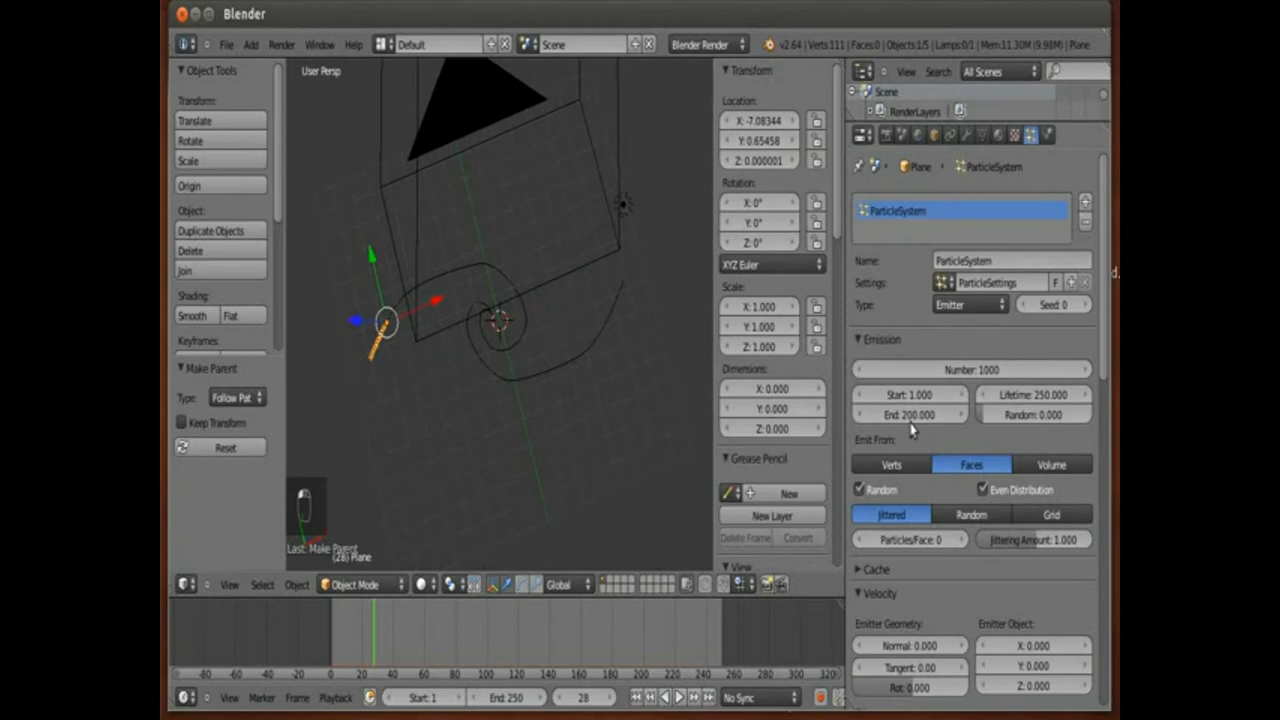 Blender
File Add Render Window Help Default Scene Blender Render v2.64 | Verts:111 | Faces:0 | Objects:1/5 | Lamps:0/1 | Mem:11.30M (9.98M) | Plane
Object Tools
Transform:
Translate
Rotate
Scale
Origin
Object:
Duplicate Objects
Delete
Join
Shading:
Smooth Flat
Keyframes:
Make Parent
Type: Follow Pat
Keep Transform
Reset
User Persp
Last: Make Parent
(28) Plane
Transform
Location:
X: -7.08344
Y: 0.65458
Z: 0.000001
Rotation:
X: 0°
Y: 0°
Z: 0°
XYZ Euler
Scale:
X: 1.000
Y: 1.000
Z: 1.000
Dimensions:
X: 0.000
Y: 0.000
Z: 0.000
Grease Pencil
New
New Layer
Delete Frame Convert
View
View Search All Scenes
Scene
RenderLayers
Plane ParticleSystem
ParticleSystem
Name: ParticleSystem
Settings: ParticleSettings F
Type: Emitter Seed: 0
d.
Emission
Number: 1000
Start: 1.000 Lifetime: 250.000
End: 200.000 Random: 0.000
Emit From:
Verts Faces Volume
Random Even Distribution
Jittered Random Grid
Particles/Face: 0 Jittering Amount: 1.000
Cache
Velocity
Emitter Geometry: Emitter Object:
Normal: 0.000 X: 0.000
Tangent: 0.00 Y: 0.000
Rot: 0.000 Z: 0.000
View Select Object Object Mode Global
-80 -60 -40 -20 0 20 40 60 80 100 120 140 160 180 200 220 240 260 280 300 320
View Marker Frame Playback Start: 1 End: 250 28 No Sync